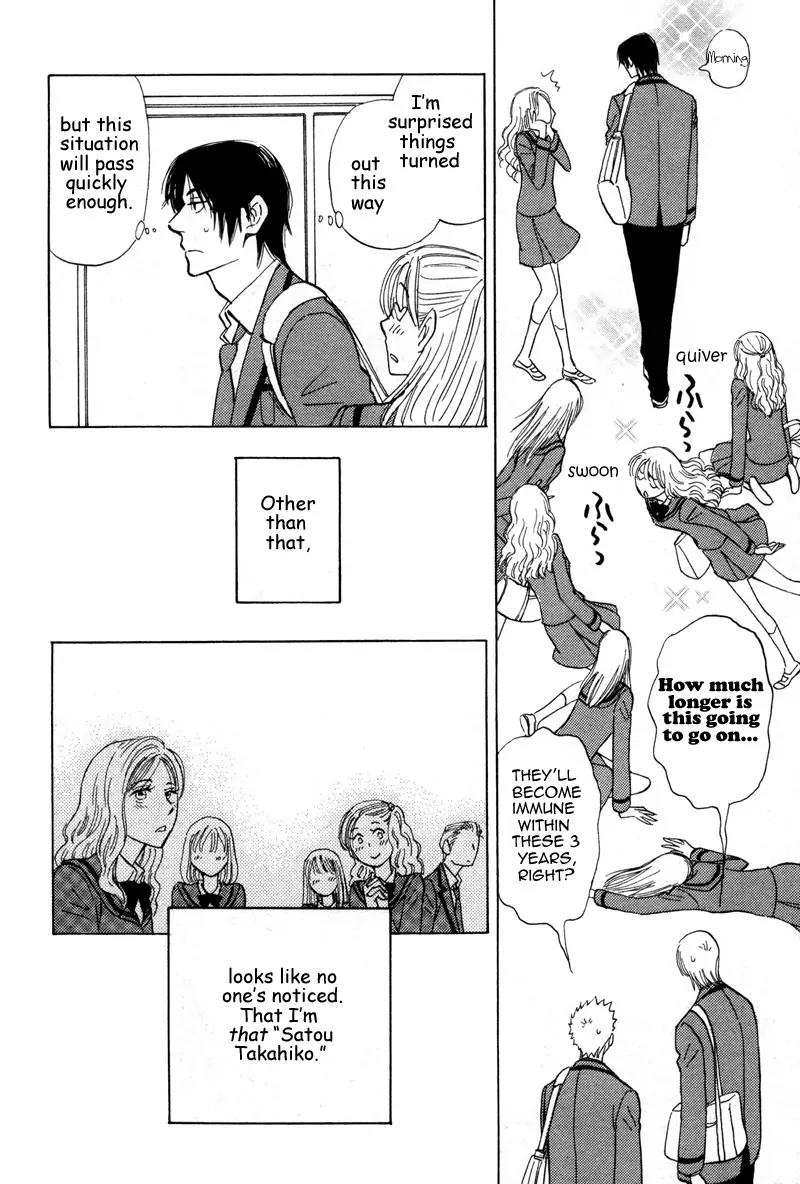 Morning
quiver
ふらっ
swoon
ふらっ
How much
longer is
this going
to go on...
THEY'LL
BECOME
IMMUNE
WITHIN
THESE 3
YEARS,
RIGHT?
I'm
surprised
things
turned
out
this
way
but this
situation
will pass
quickly
enough.
Other
than
that,
looks like no
one's noticed.
That I'm
that "Satou
Takahiko."